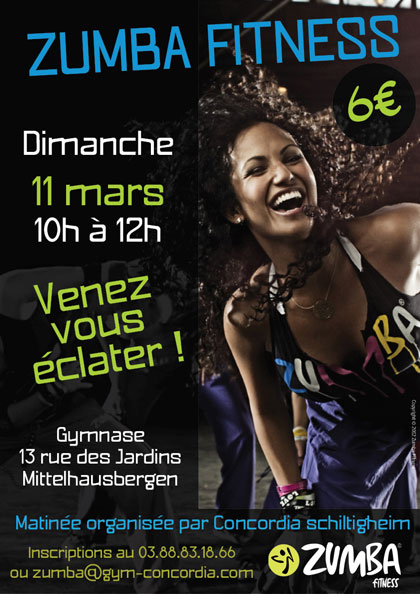 ZUMBA FITNESS
6€
Dimanche
11 mars
10h à 12h
Venez
vous
éclater !
Gymnase
13 rue des Jardins
Mittelhausbergen
Matinée organisée par Concordia schiltigheim
Inscriptions au 03.88.83.18.66
ou zumba@gym-concordia.com
ZUMBA
FITNESS
ZUMBA